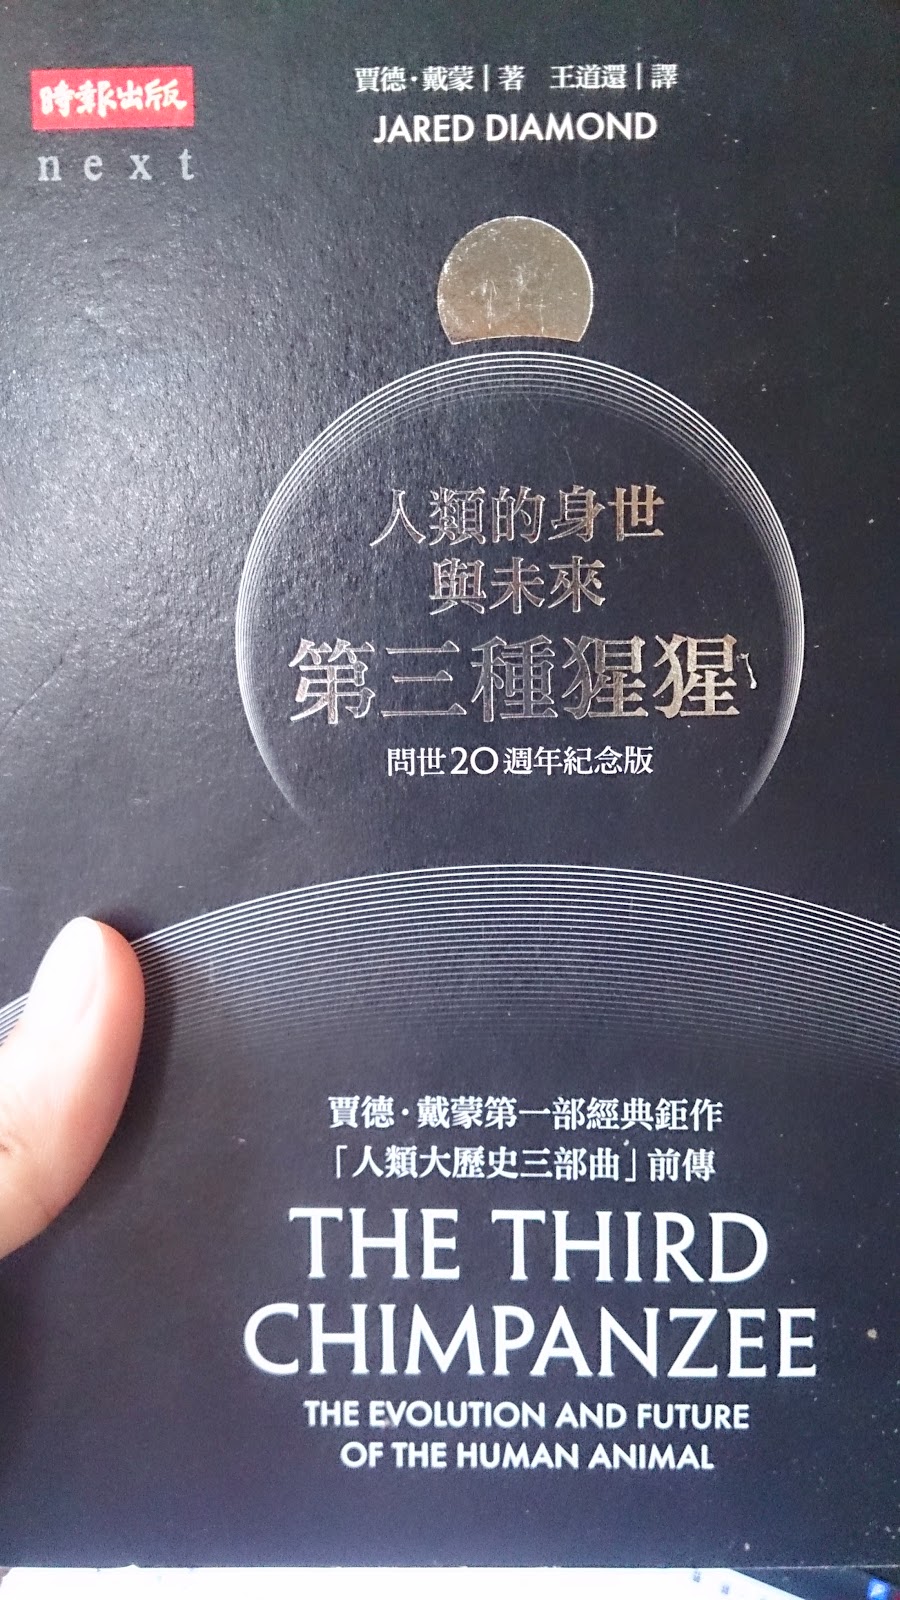 時報出版
next
賈德·戴蒙|著 王道還|譯
JARED DIAMOND
人類的身世
與未來
第三種猩猩
問世20週年紀念版
賈德·戴蒙第一部經典鉅作
「人類大歷史三部曲」前傳
THE THIRD
CHIMPANZEE
THE EVOLUTION AND FUTURE
OF THE HUMAN ANIMAL